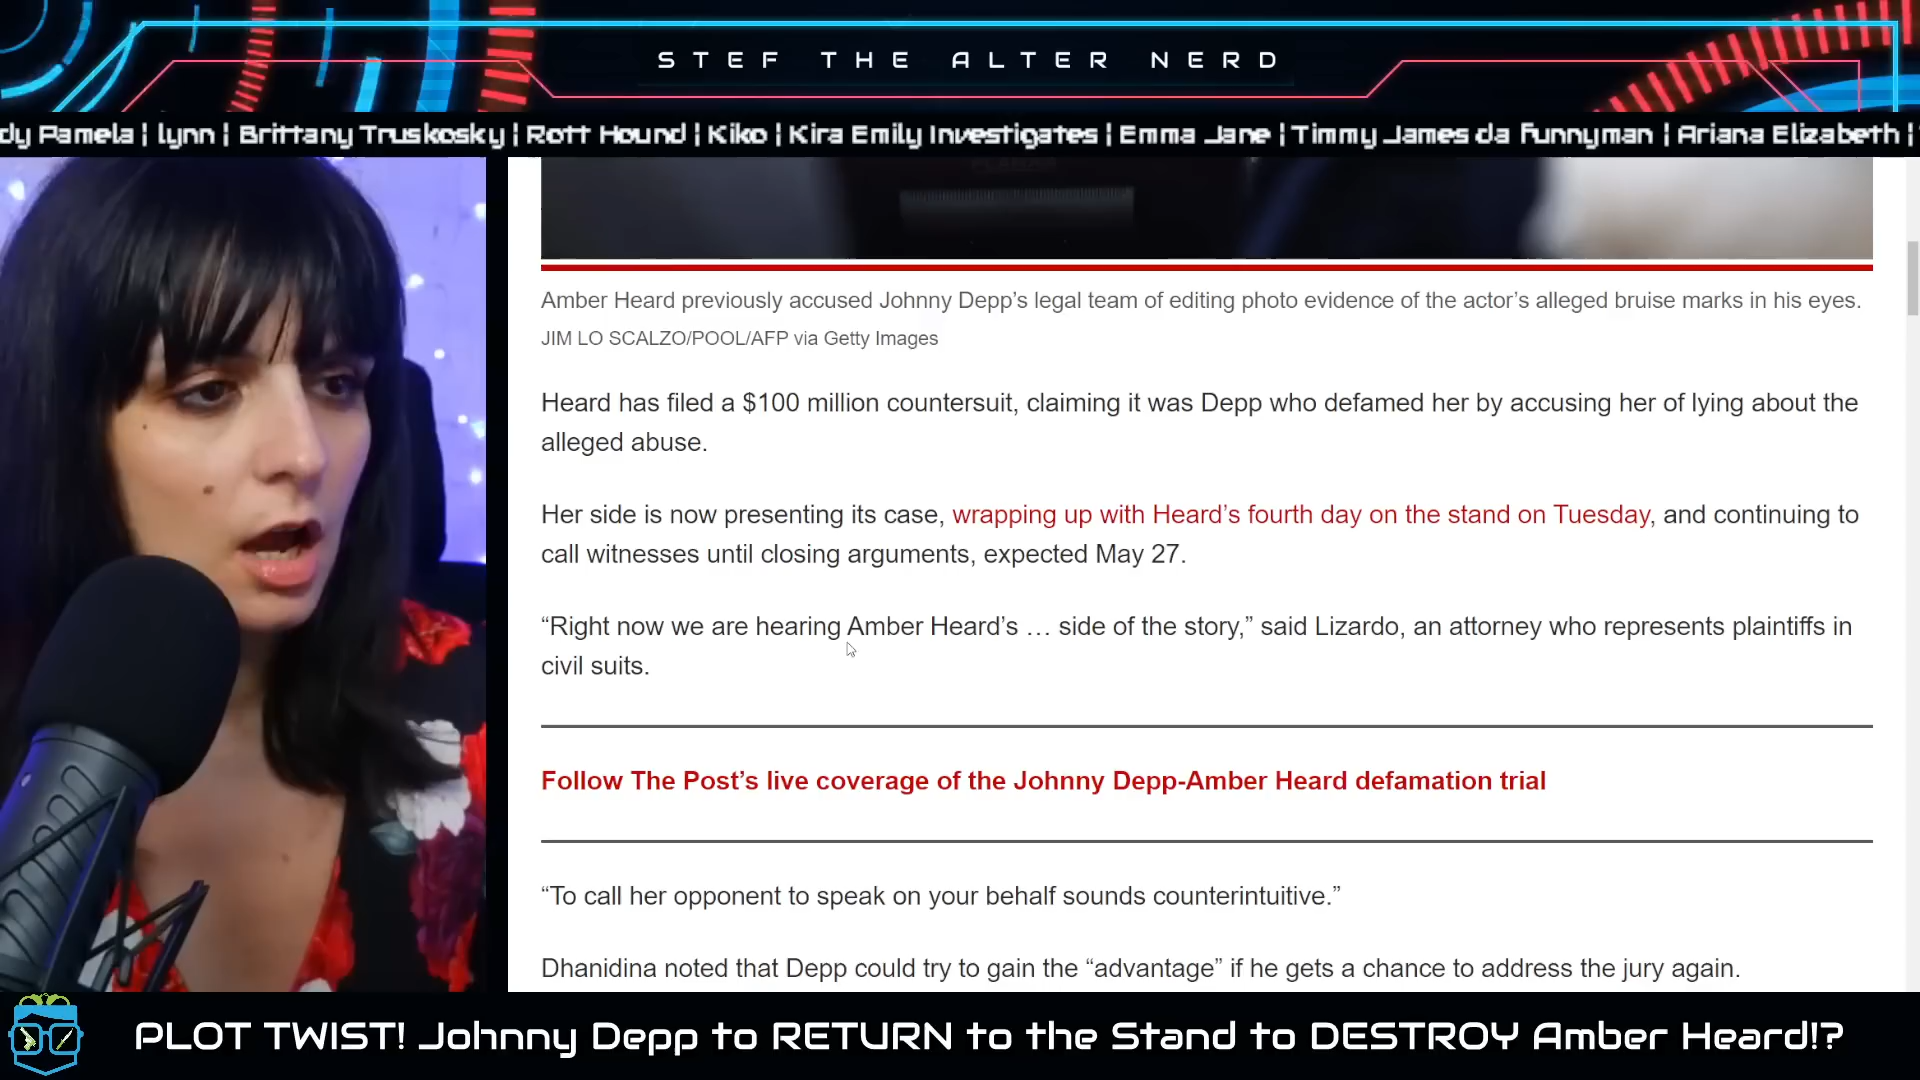 STEF THE ALTER NERD
dy Pamela | lynn | Brittany Truskosky | Rott Hound | Kiko | Kira Emily Investigates | Emma Jane | Timmy James da funnyman | Ariana Elizabeth |
Amber Heard previously accused Johnny Depp’s legal team of editing photo evidence of the actor’s alleged bruise marks in his eyes.
JIM LO SCALZO/POOL/AFP via Getty Images
Heard has filed a $100 million countersuit, claiming it was Depp who defamed her by accusing her of lying about the
alleged abuse.
Her side is now presenting its case, wrapping up with Heard’s fourth day on the stand on Tuesday, and continuing to
call witnesses until closing arguments, expected May 27.
“Right now we are hearing Amber Heard’s … side of the story,” said Lizardo, an attorney who represents plaintiffs in
civil suits.
Follow The Post’s live coverage of the Johnny Depp-Amber Heard defamation trial
“To call her opponent to speak on your behalf sounds counterintuitive.”
Dhanidina noted that Depp could try to gain the “advantage” if he gets a chance to address the jury again.
PLOT TWIST! Johnny Depp to RETURN to the Stand to DESTROY Amber Heard!?